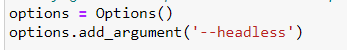 options = Options()
options.add_argument('--headless')